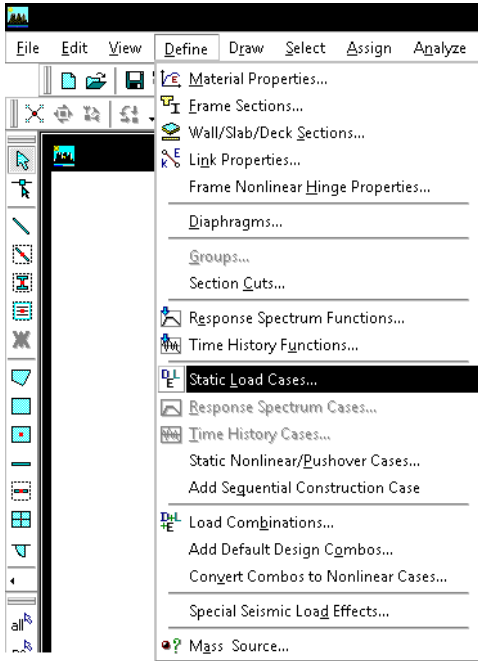 File Edit View Define Draw Select Assign Analyze
Material Properties...
Frame Sections...
Wall/Slab/Deck Sections...
Link Properties...
Frame Nonlinear Hinge Properties...
Diaphragms...
Groups...
Section Cuts...
Response Spectrum Functions...
Time History Functions...
Static Load Cases...
Response Spectrum Cases...
Time History Cases...
Static Nonlinear/Pushover Cases...
Add Sequential Construction Case
Load Combinations...
Add Default Design Combos...
Convert Combos to Nonlinear Cases...
all
Special Seismic Load Effects...
Mass Source...